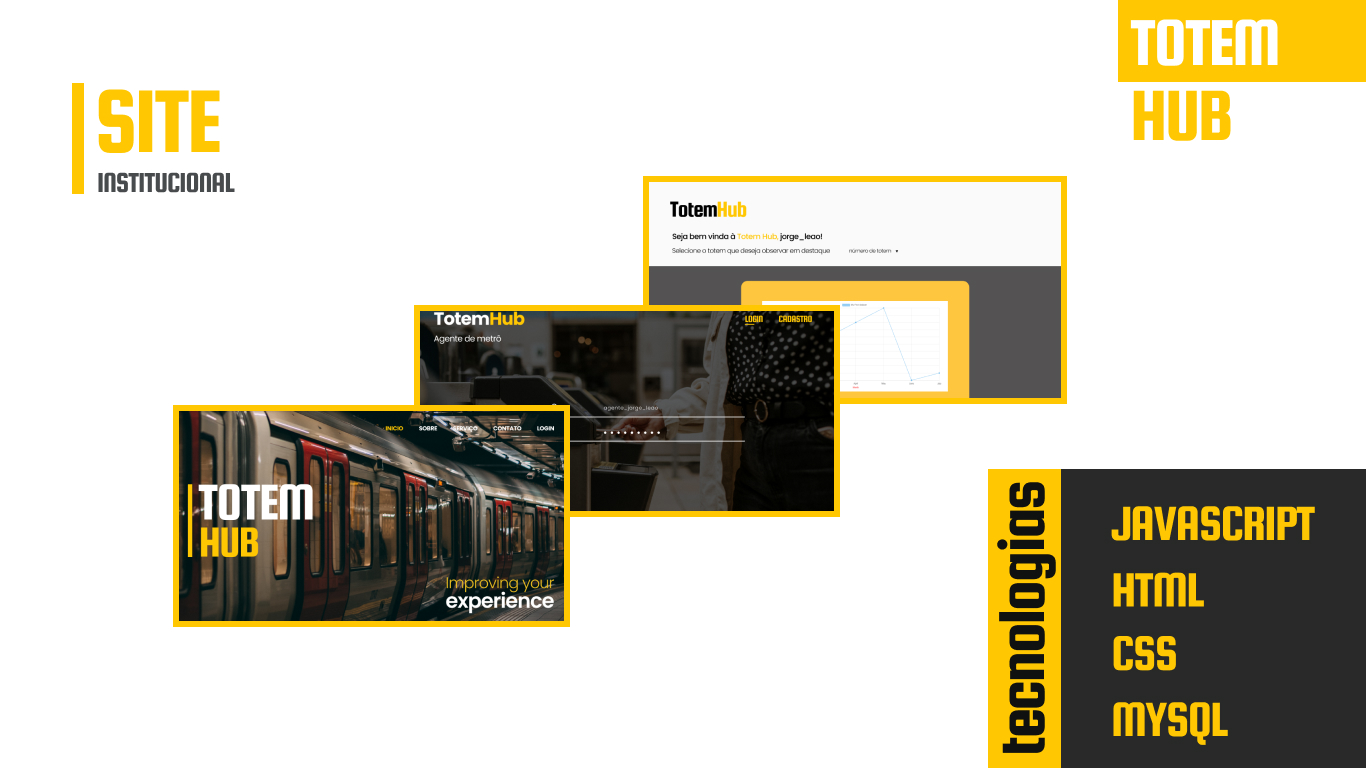 TOTEM
HUB
SITE
INSTITUCIONAL
TotemHub
Seja bem vinda à Totem Hub, jorge_leao!
Selecione o totem que deseja observar em destaque
número de totem
TotemHub
LOGIN CADASTRO
Agente de metrô
agente_jorge_leao
INICIO SOBRE SERVIÇO CONTATO LOGIN
TOTEM
HUB
Improving your
experience
tecnologias
JAVASCRIPT
HTML
CSS
MYSQL